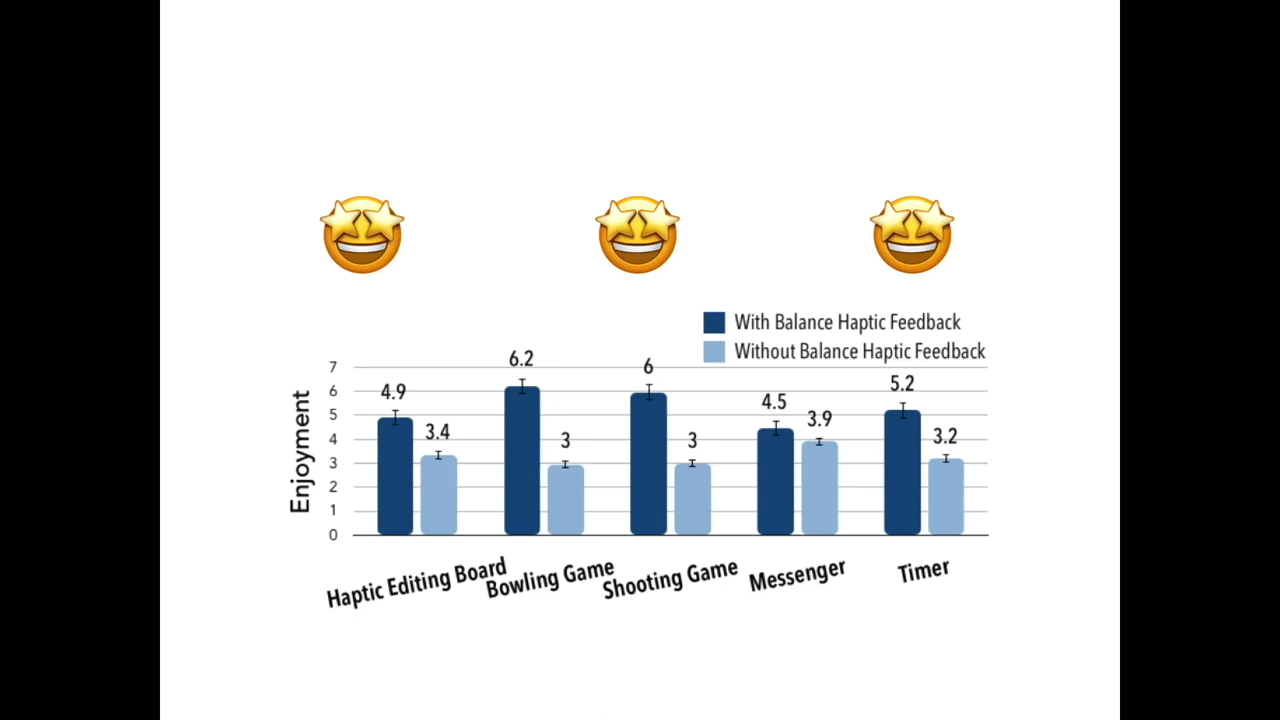 With Balance Haptic Feedback
Without Balance Haptic Feedback
Enjoyment
7
6
5
4
3
2
1
0
4.9
3.4
6.2
3
6
3
4.5
3.9
5.2
3.2
Haptic Editing Board
Bowling Game
Shooting Game
Messenger
Timer